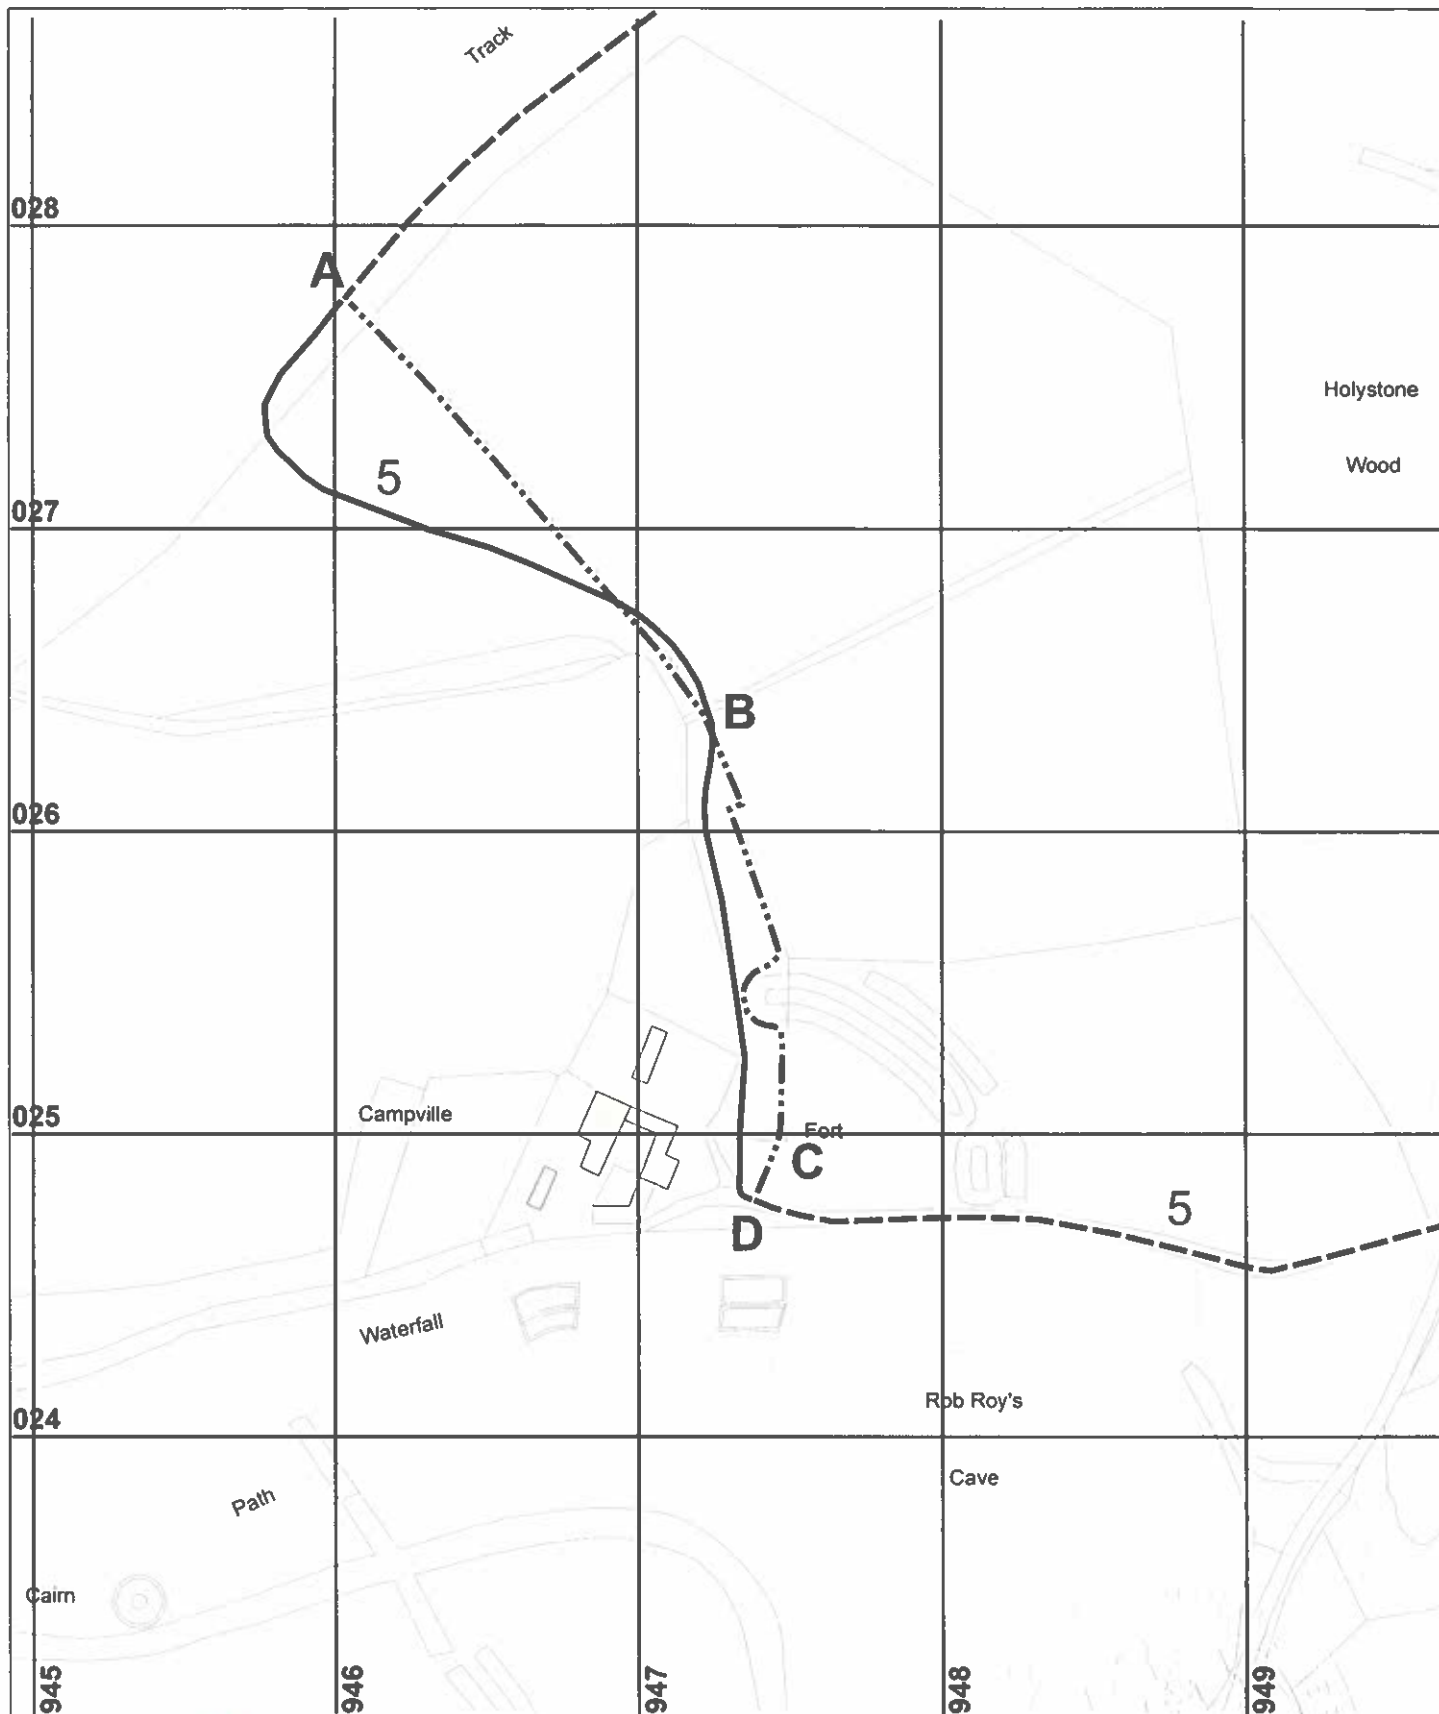 Track
028
A
Holystone
5
Wood
027
B
026
025
Campville
Fort
C
5
D
Waterfall
024
Rob Roy's
Cave
Path
Cairn
945
946
947
948
949